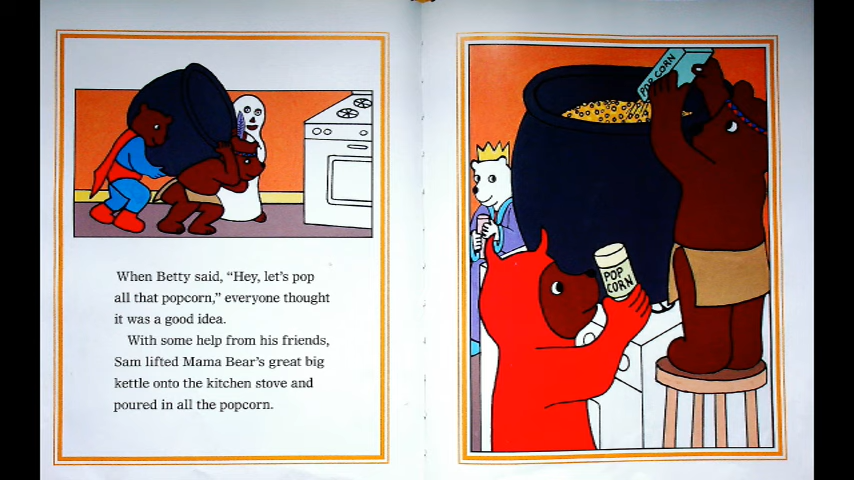 When Betty said, “Hey, let’s pop
all that popcorn,” everyone thought
it was a good idea.
With some help from his friends,
Sam lifted Mama Bear’s great big
kettle onto the kitchen stove and
poured in all the popcorn.
POP CORN
POP
CORN